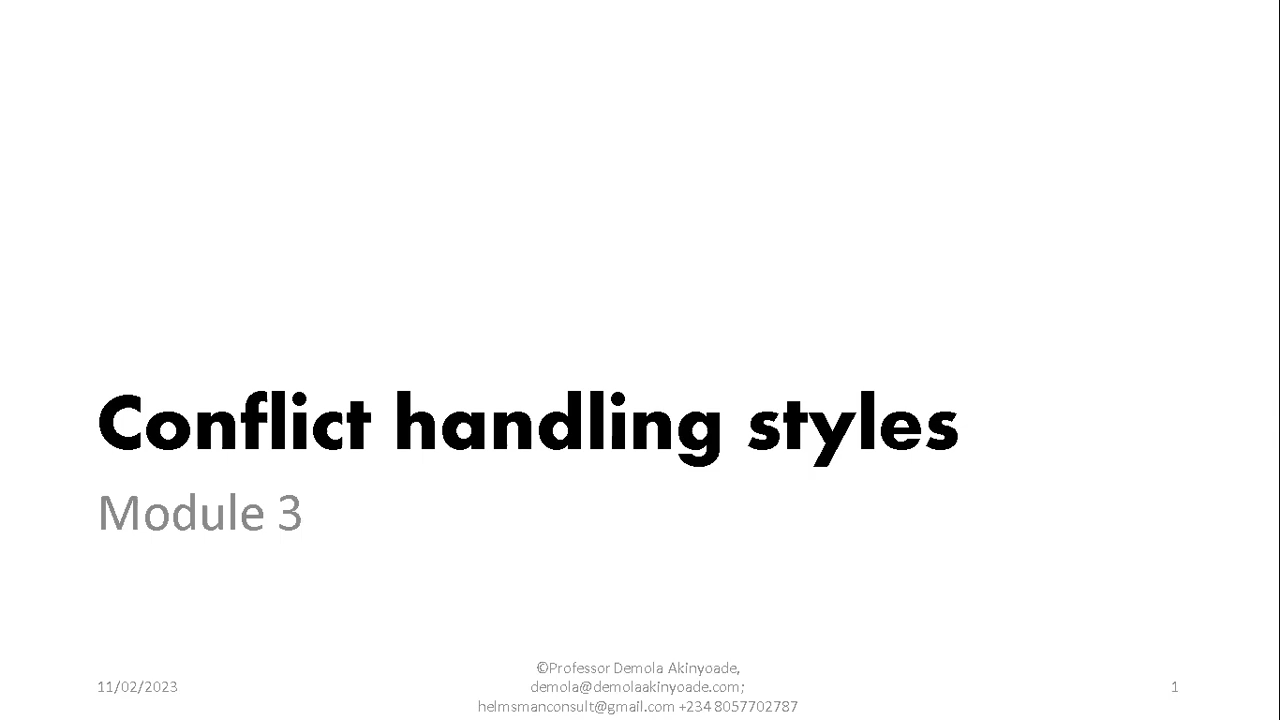 Conflict handling styles
Module 3
11/02/2023
©Professor Demola Akinyoade,
demola@demolaakinyoade.com;
helmsmanconsult@gmail.com +234 8057702787
1